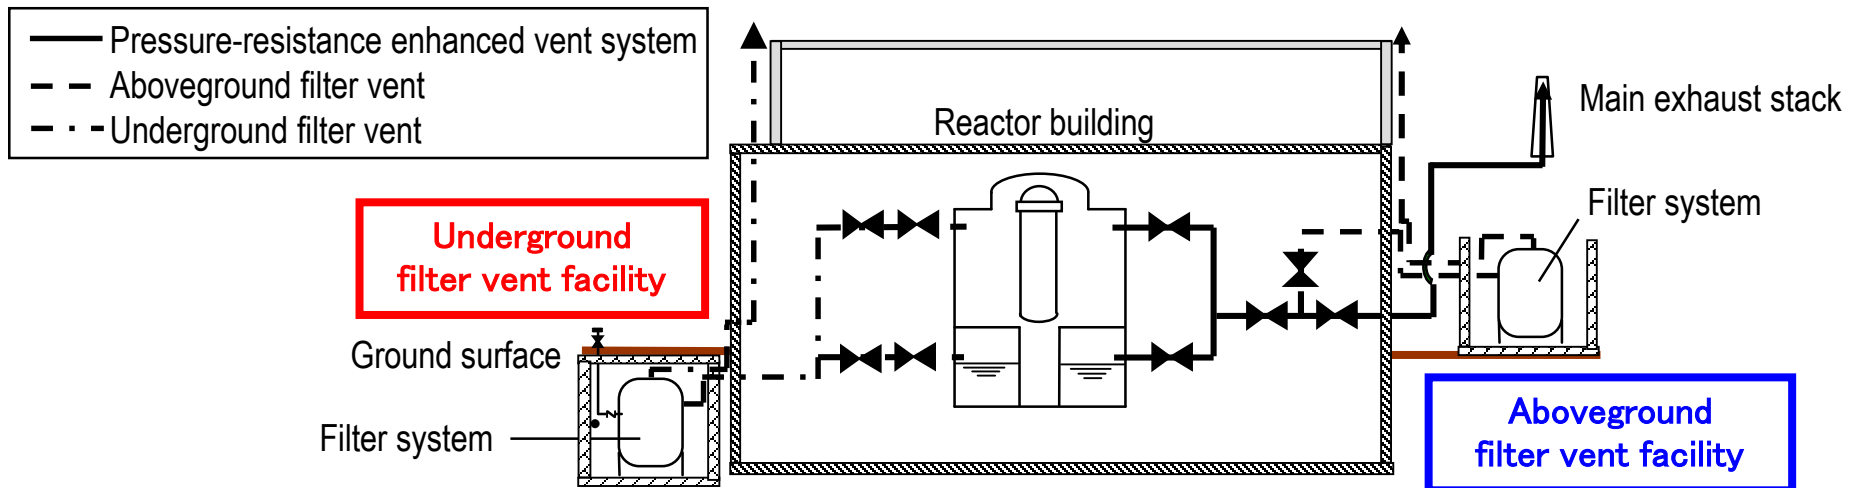 Pressure-resistance enhanced vent system
Aboveground filter vent
Underground filter vent
Reactor building
Main exhaust stack
Filter system
Underground
filter vent facility
Ground surface
Filter system
Aboveground
filter vent facility